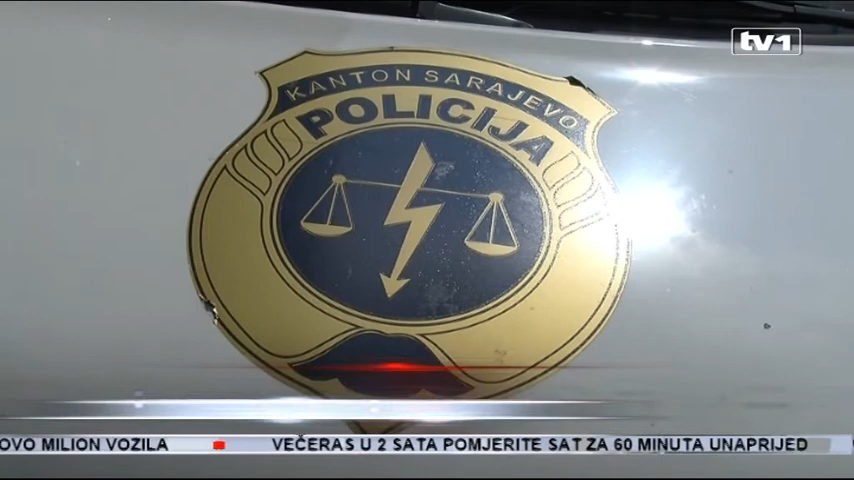 tv1
KANTON SARAJEVO
POLICIJA
OVO MILION VOZILA
VEČERAS U 2 SATA POMJERITE SAT ZA 60 MINUTA UNAPRIJED